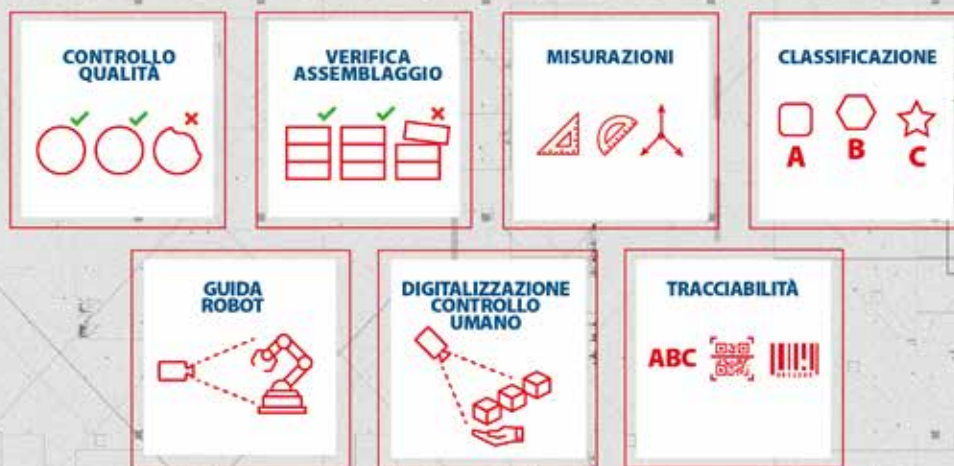 CONTROLLO
QUALITÀ
VERIFICA
ASSEMBLAGGIO
MISURAZIONI
CLASSIFICAZIONE
A
B
C
GUIDA
ROBOT
DIGITALIZZAZIONE
CONTROLLO
UMANO
TRACCIABILITÀ
ABC